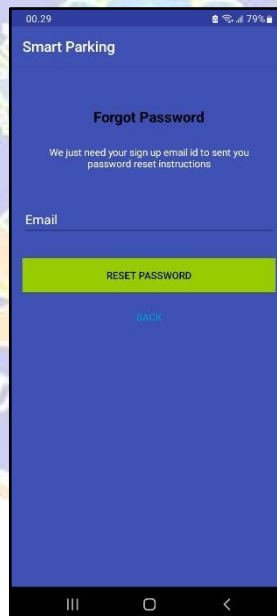 00.29 79%
Smart Parking
Forgot Password
We just need your sign up email id to sent you
password reset instructions
Email
RESET PASSWORD
BACK